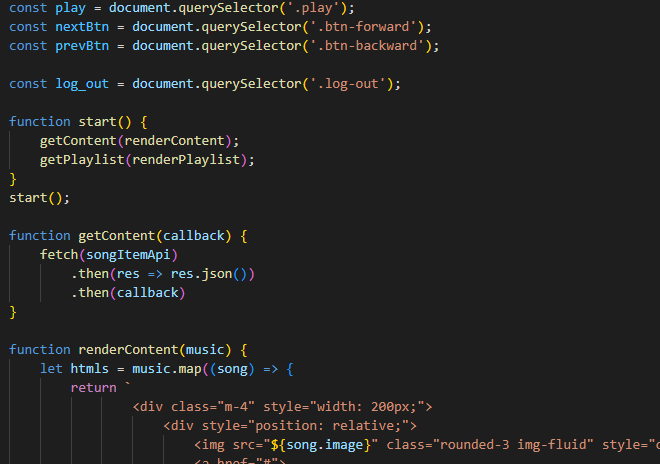 const play = document.querySelector('.play');
const nextBtn = document.querySelector('.btn-forward');
const prevBtn = document.querySelector('.btn-backward');

const log_out = document.querySelector('.log-out');

function start() {
    getContent(renderContent);
    getPlaylist(renderPlaylist);
}
start();

function getContent(callback) {
    fetch(songItemApi)
        .then(res => res.json())
        .then(callback)
}

function renderContent(music) {
    let htmls = music.map((song) => {
        return `
                <div class="m-4" style="width: 200px;">
                    <div style="position: relative;">
                        <img src="${song.image}" class="rounded-3 img-fluid" style="
                        <a href="#">